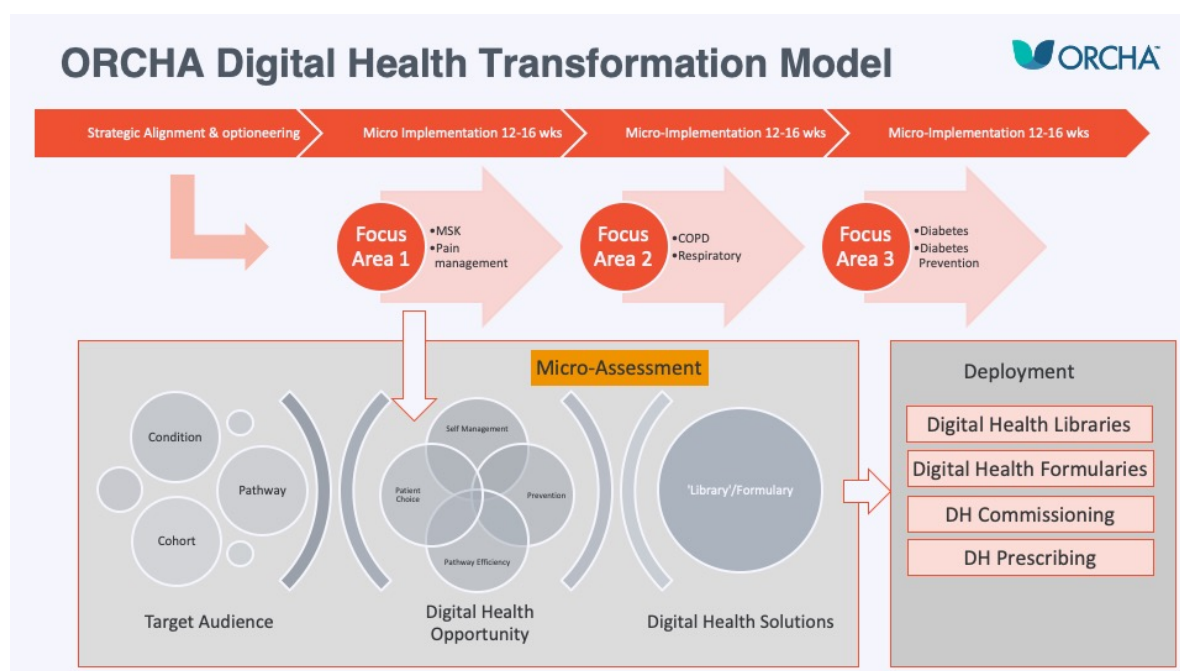 ORCHA Digital Health Transformation Model
ORCHA™
Strategic Alignment & optioneering
Micro Implementation 12-16 wks
Micro-Implementation 12-16 wks
Micro-Implementation 12-16 wks
Focus
Area 1
•MSK
•Pain
management
Focus
Area 2
•COPD
•Respiratory
Focus
Area 3
•Diabetes
•Diabetes
Prevention
Micro-Assessment
Condition
Pathway
Cohort
Target Audience
Self Management
Patient
Choice
Prevention
Pathway Efficiency
Digital Health
Opportunity
'Library'/Formulary
Digital Health Solutions
Deployment
Digital Health Libraries
Digital Health Formularies
DH Commissioning
DH Prescribing